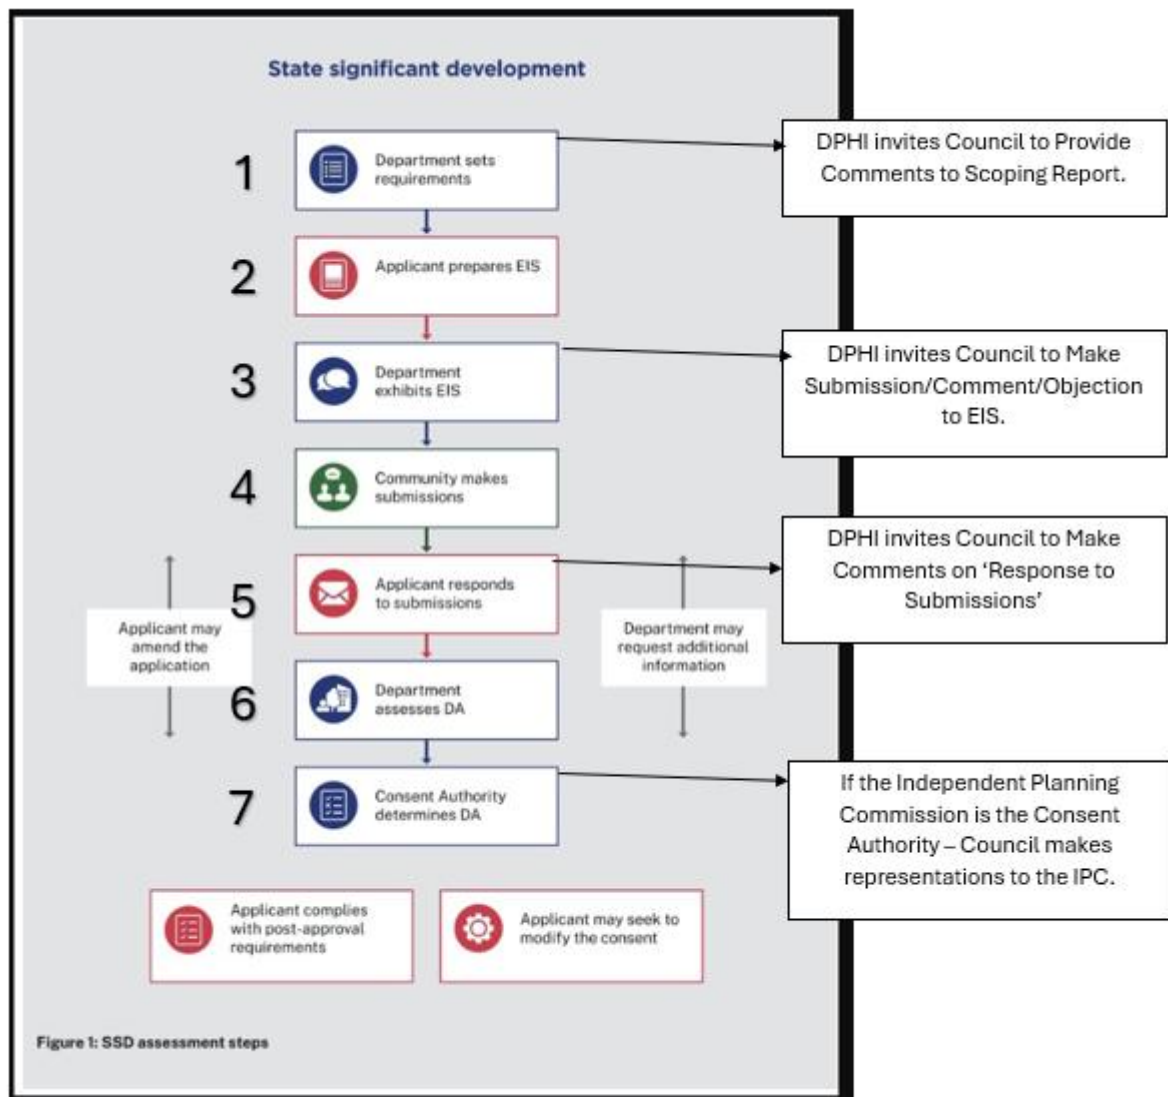 State significant development
1
Department sets
requirements
DPHI invites Council to Provide
Comments to Scoping Report.
2
Applicant prepares EIS
3
Department
exhibits EIS
DPHI invites Council to Make
Submission/Comment/Objection
to EIS.
4
Community makes
submissions
5
Applicant responds
to submissions
DPHI invites Council to Make
Comments on ‘Response to
Submissions’
Applicant may
amend the
application
Department may
request additional
information
6
Department
assesses DA
7
Consent Authority
determines DA
If the Independent Planning
Commission is the Consent
Authority – Council makes
representations to the IPC.
Applicant complies
with post-approval
requirements
Applicant may seek to
modify the consent
Figure 1: SSD assessment steps